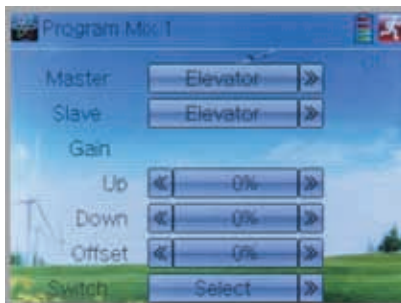 Program Mix 1
Master Elevator
Slave Elevator
Gain
Up 0%
Down 0%
Offset 0%
Switch Select